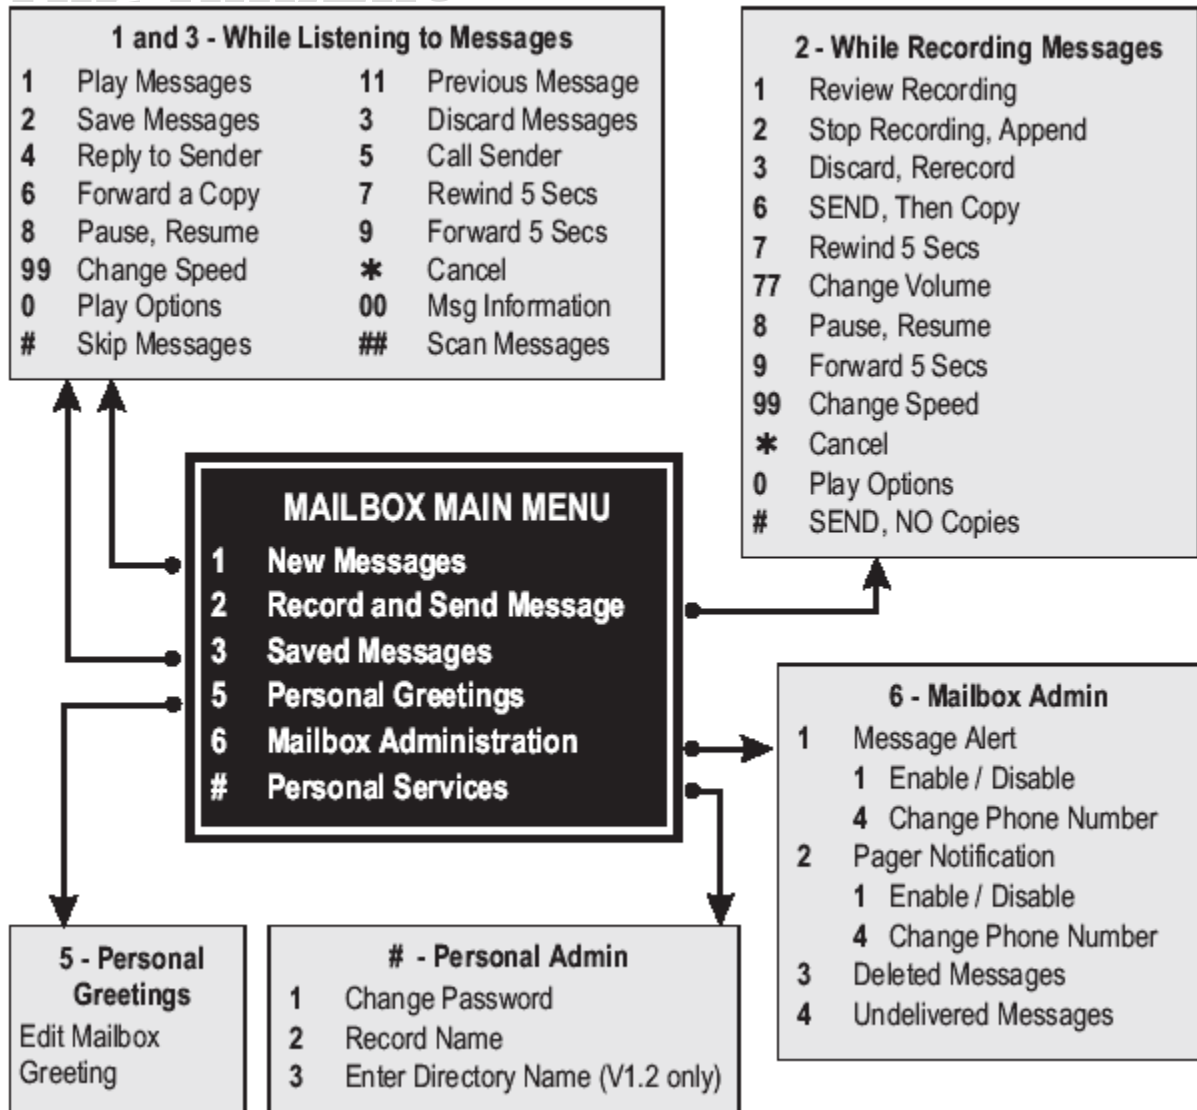 1 and 3 - While Listening to Messages
1 Play Messages 11 Previous Message
2 Save Messages 3 Discard Messages
4 Reply to Sender 5 Call Sender
6 Forward a Copy 7 Rewind 5 Secs
8 Pause, Resume 9 Forward 5 Secs
99 Change Speed * Cancel
0 Play Options 00 Msg Information
# Skip Messages ## Scan Messages
2 - While Recording Messages
1 Review Recording
2 Stop Recording, Append
3 Discard, Rerecord
6 SEND, Then Copy
7 Rewind 5 Secs
77 Change Volume
8 Pause, Resume
9 Forward 5 Secs
99 Change Speed
* Cancel
0 Play Options
# SEND, NO Copies
MAILBOX MAIN MENU
1 New Messages
2 Record and Send Message
3 Saved Messages
5 Personal Greetings
6 Mailbox Administration
# Personal Services
6 - Mailbox Admin
1 Message Alert
1 Enable / Disable
4 Change Phone Number
2 Pager Notification
1 Enable / Disable
4 Change Phone Number
3 Deleted Messages
4 Undelivered Messages
5 - Personal
Greetings
Edit Mailbox
Greeting
# - Personal Admin
1 Change Password
2 Record Name
3 Enter Directory Name (V1.2 only)